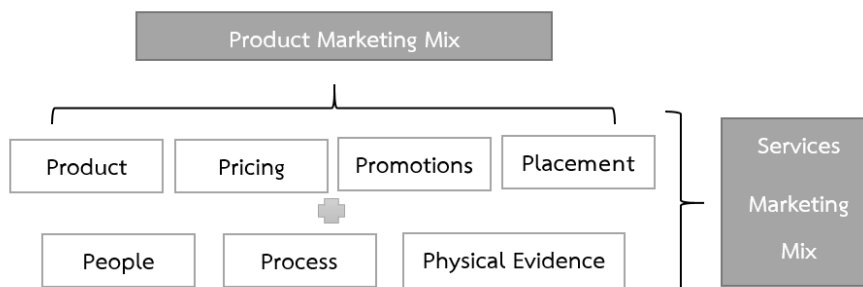 Product Marketing Mix
Product
Pricing
Promotions
Placement
People
Process
Physical Evidence
Services
Marketing
Mix